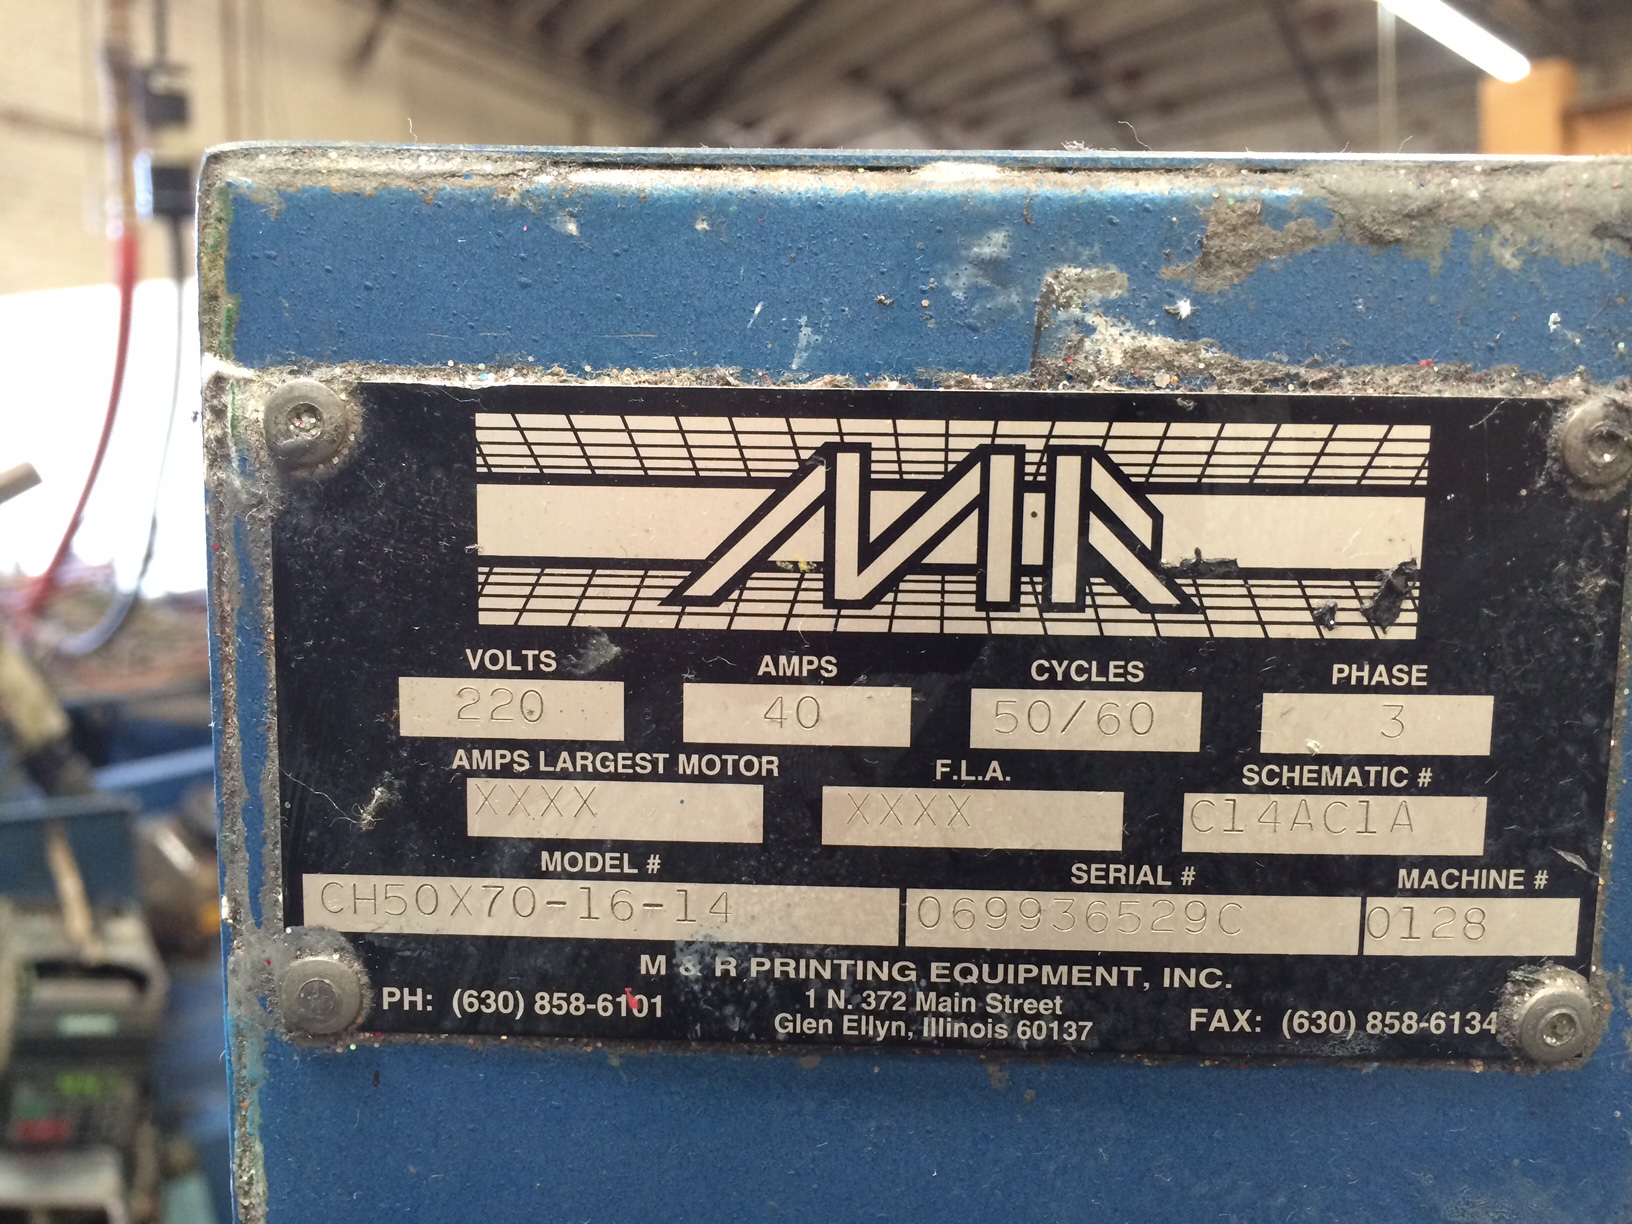 M·R
VOLTS AMPS CYCLES PHASE
220 40 50/60 3
AMPS LARGEST MOTOR F.L.A. SCHEMATIC #
XXXX XXXX C14AC1A
MODEL # SERIAL # MACHINE #
CH50X70-16-14 069936529C 0128
M & R PRINTING EQUIPMENT, INC.
PH: (630) 858-6101 1 N. 372 Main Street FAX: (630) 858-6134
Glen Ellyn, Illinois 60137